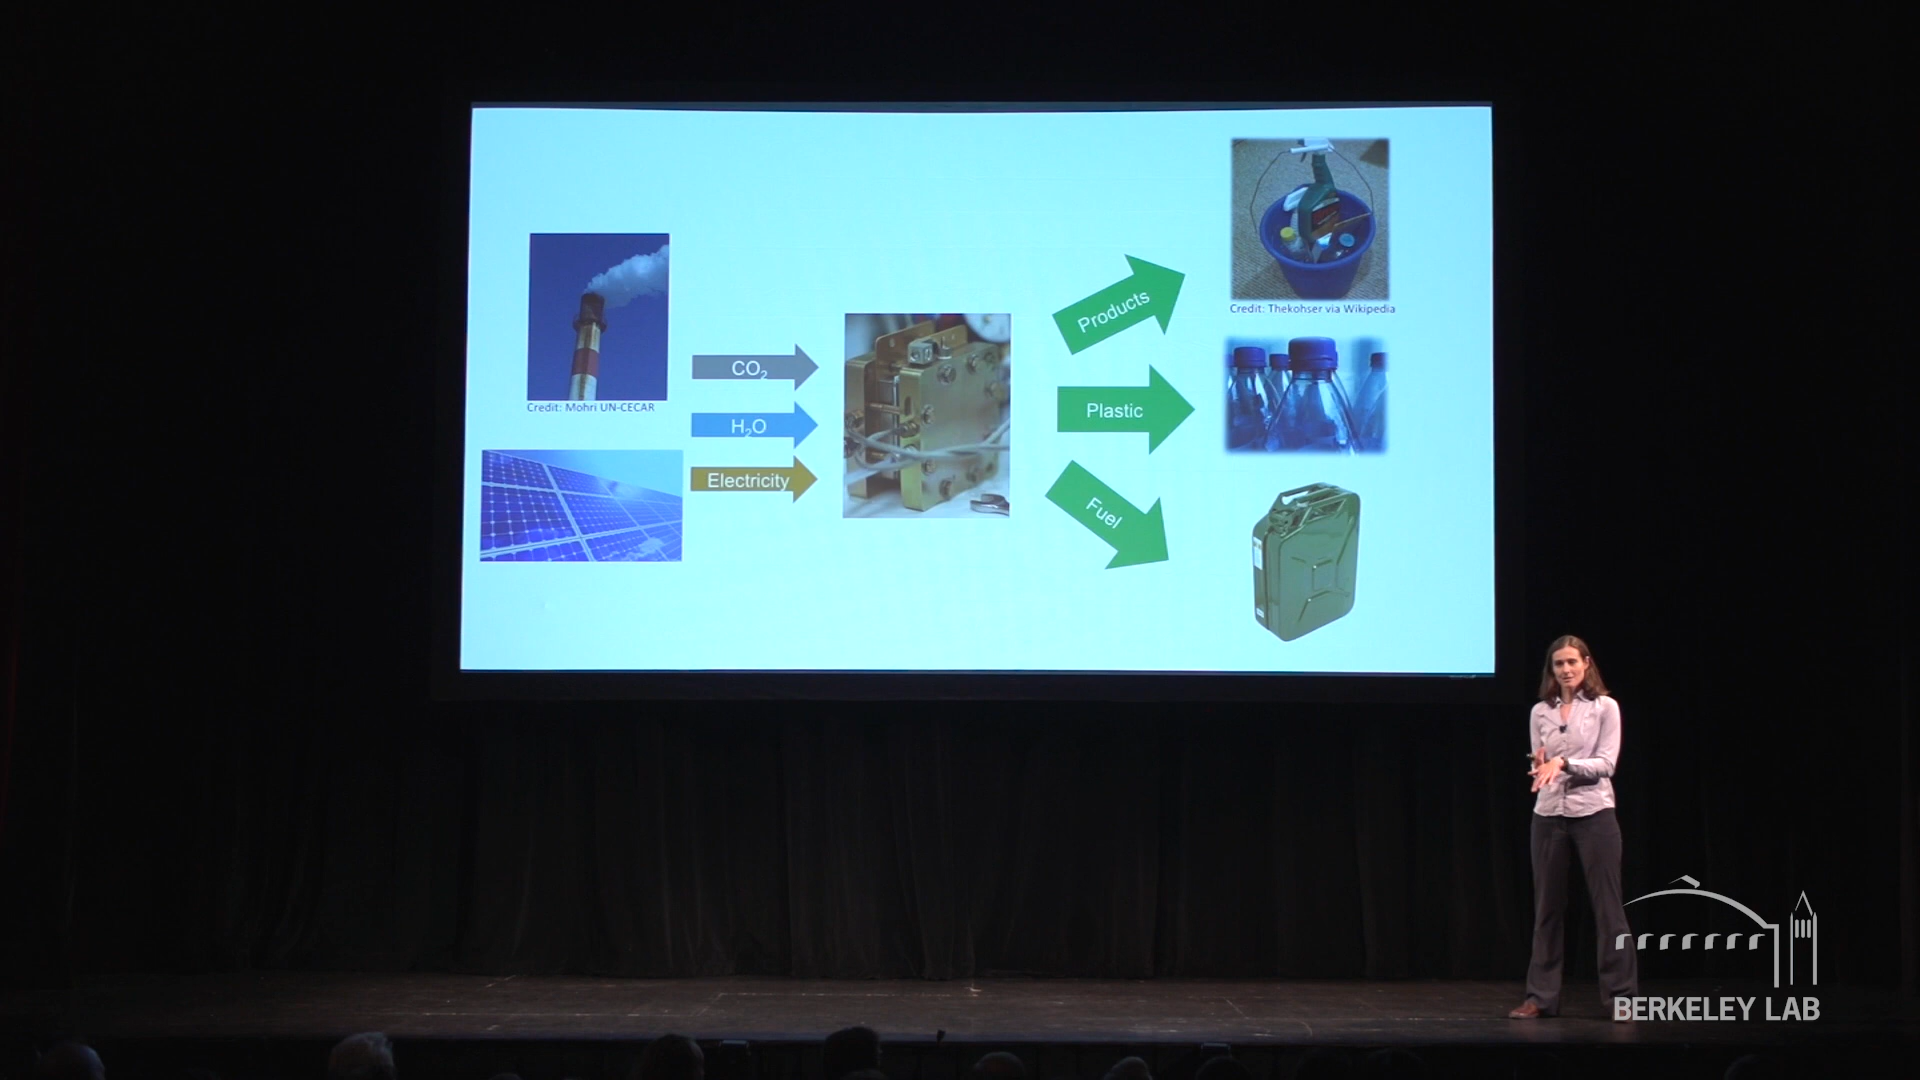 Products
Credit: Thekohser via Wikipedia
CO₂
Credit: Mohri UN-CECAR
H₂O
Plastic
Electricity
Fuel
BERKELEY LAB